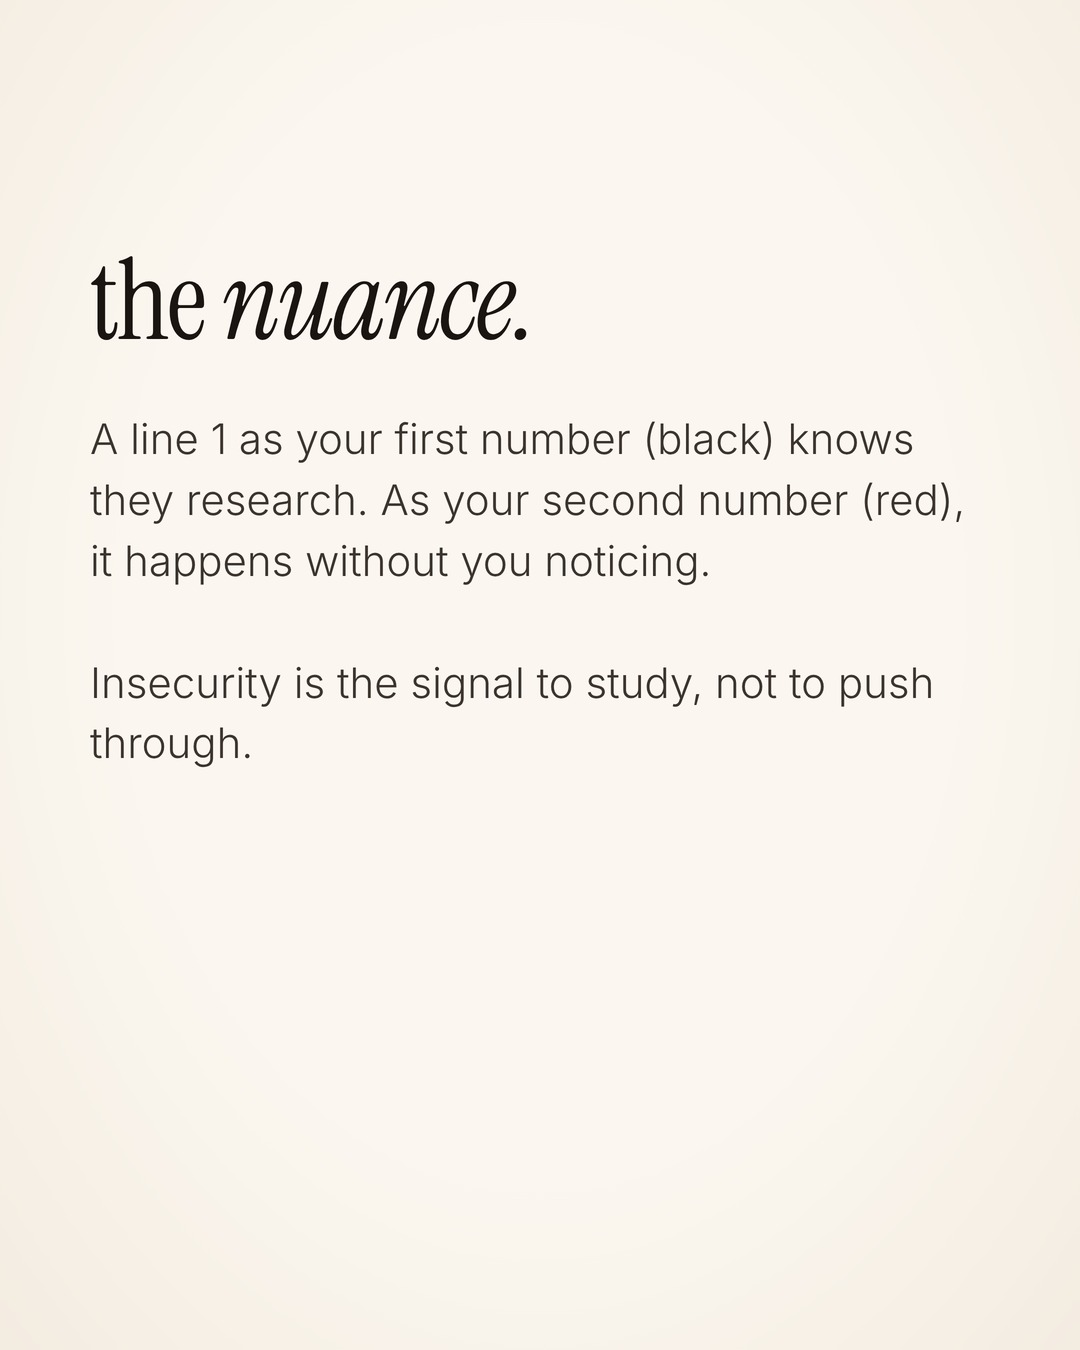 the nuance.
A line 1 as your first number (black) knows
they research. As your second number (red),
it happens without you noticing.
Insecurity is the signal to study, not to push
through.